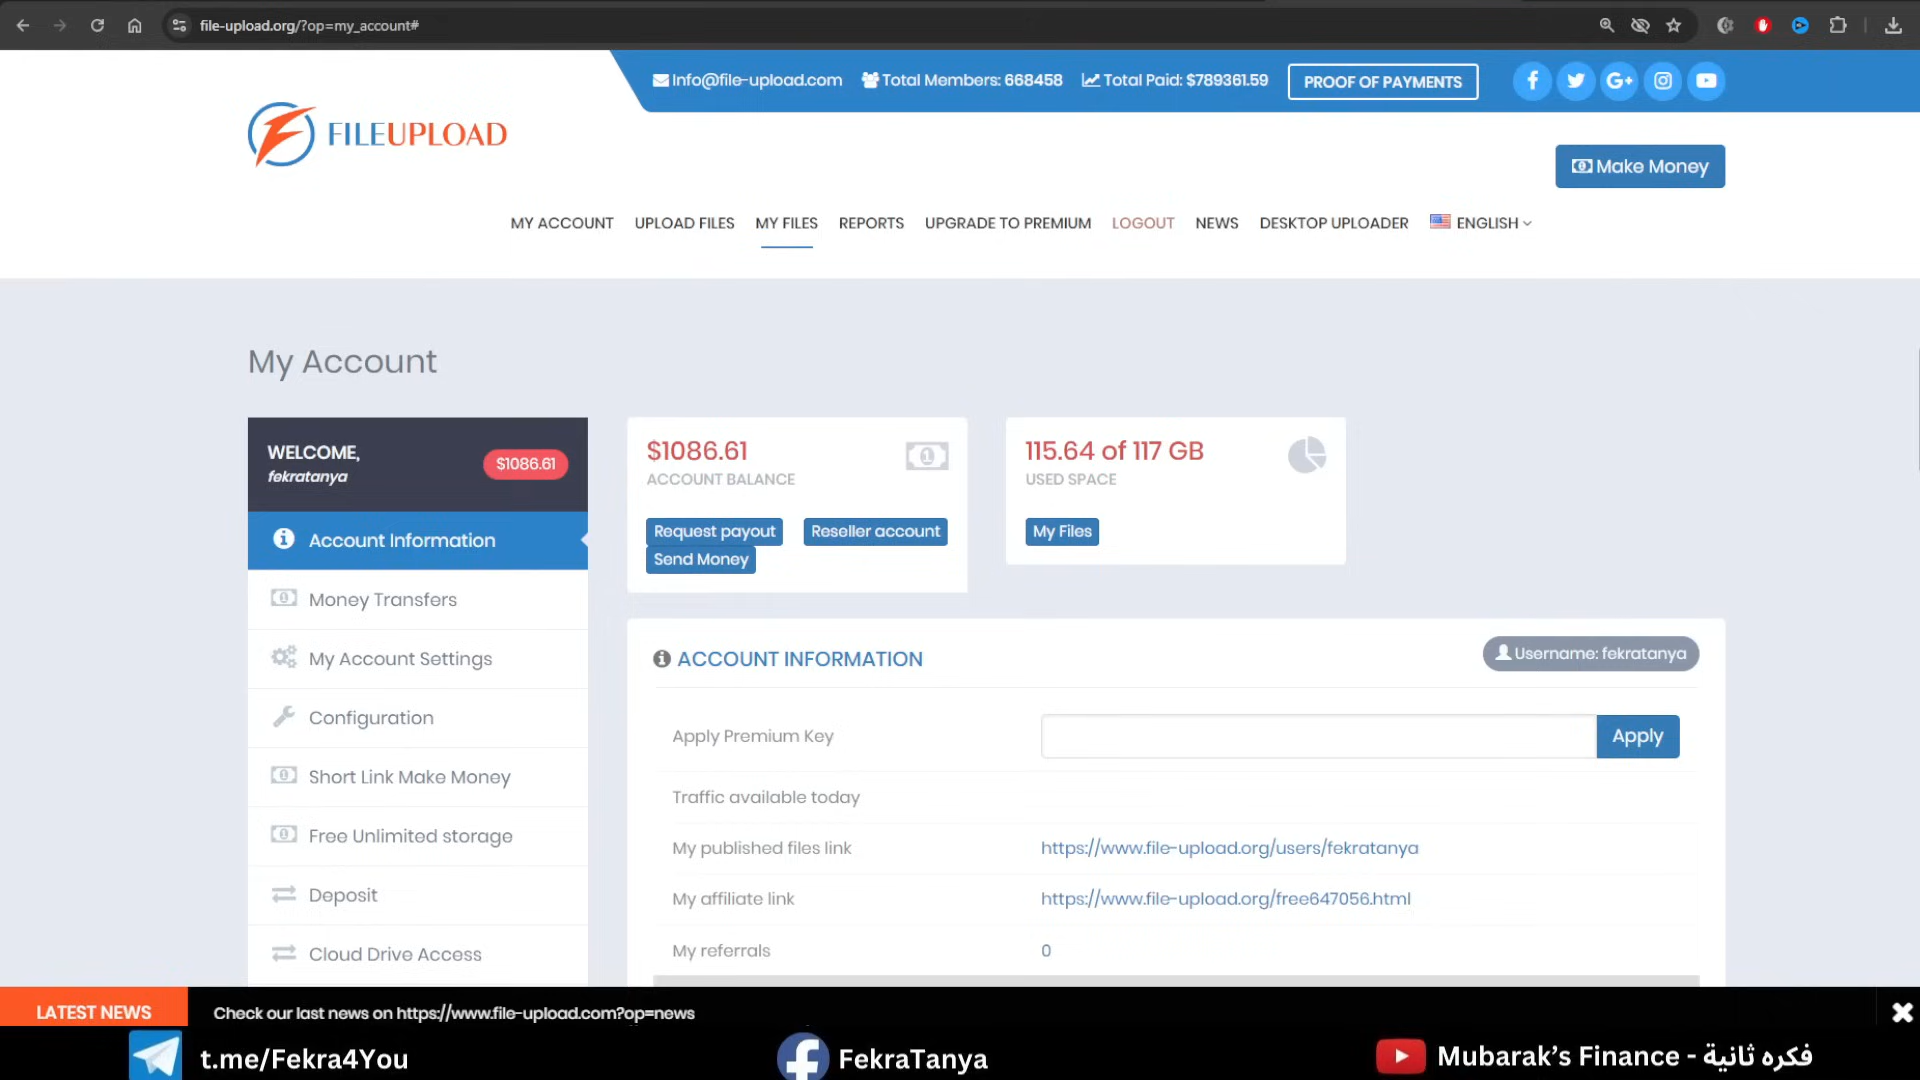 file-upload.org/?op=my_account#
Info@file-upload.com Total Members: 668458 Total Paid: $789361.59 PROOF OF PAYMENTS
FILEUPLOAD
Make Money
MY ACCOUNT UPLOAD FILES MY FILES REPORTS UPGRADE TO PREMIUM LOGOUT NEWS DESKTOP UPLOADER ENGLISH
My Account
WELCOME,
fekratanya
$1086.61
Account Information
Money Transfers
My Account Settings
Configuration
Short Link Make Money
Free Unlimited storage
Deposit
Cloud Drive Access
$1086.61
ACCOUNT BALANCE
Request payout Reseller account
Send Money
115.64 of 117 GB
USED SPACE
My Files
ACCOUNT INFORMATION
Username: fekratanya
Apply Premium Key Apply
Traffic available today
My published files link https://www.file-upload.org/users/fekratanya
My affiliate link https://www.file-upload.org/free647056.html
My referrals 0
LATEST NEWS Check our last news on https://www.file-upload.com?op=news
t.me/Fekra4You FekraTanya Mubarak's Finance - فكره ثانية